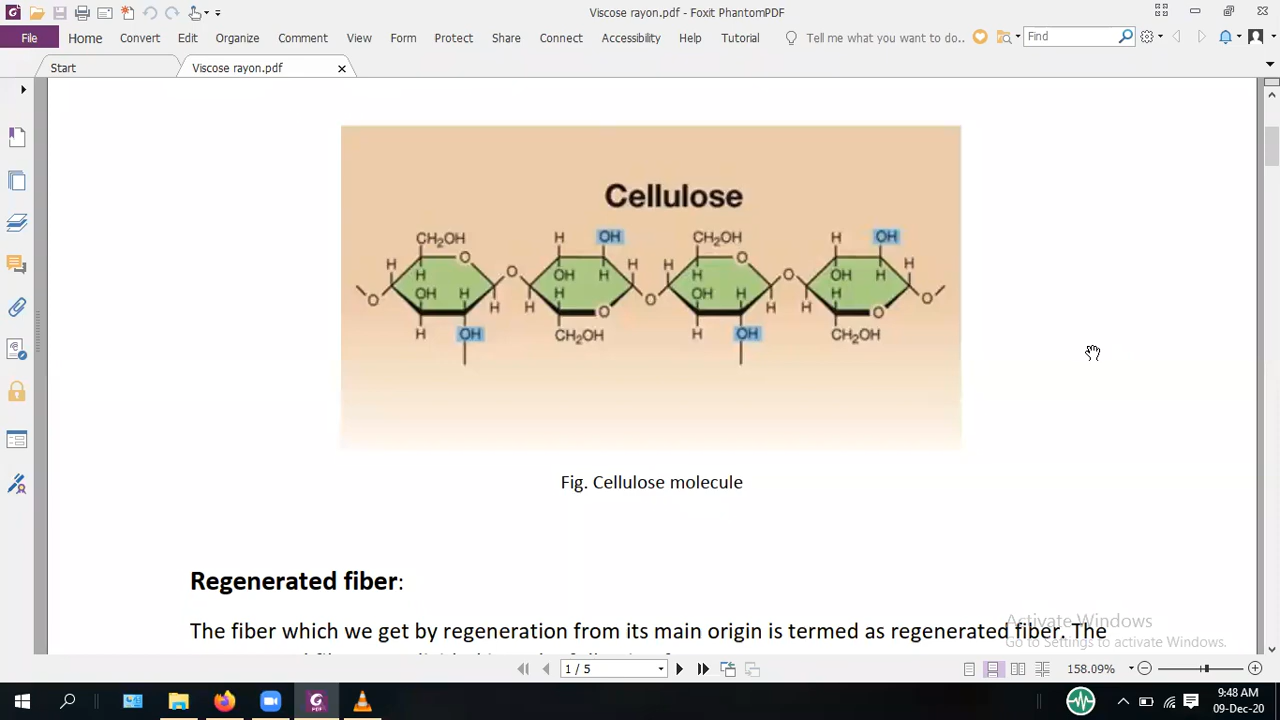 Viscose rayon.pdf - Foxit PhantomPDF
File Home Convert Edit Organize Comment View Form Protect Share Connect Accessibility Help Tutorial Tell me what you want to do.. Find
Start Viscose rayon.pdf
Cellulose
CH₂OH H OH CH₂OH H OH
H O H H O H
H OH H H OH H
O O O
OH H H OH H H
O H H O H H O O
H OH CH₂OH H OH CH₂OH
Fig. Cellulose molecule
Regenerated fiber:
Activate Windows
The fiber which we get by regeneration from its main origin is termed as regenerated fiber. The
Go to Settings to activate Windows.
1 / 5 158.09%
9:48 AM
09-Dec-20